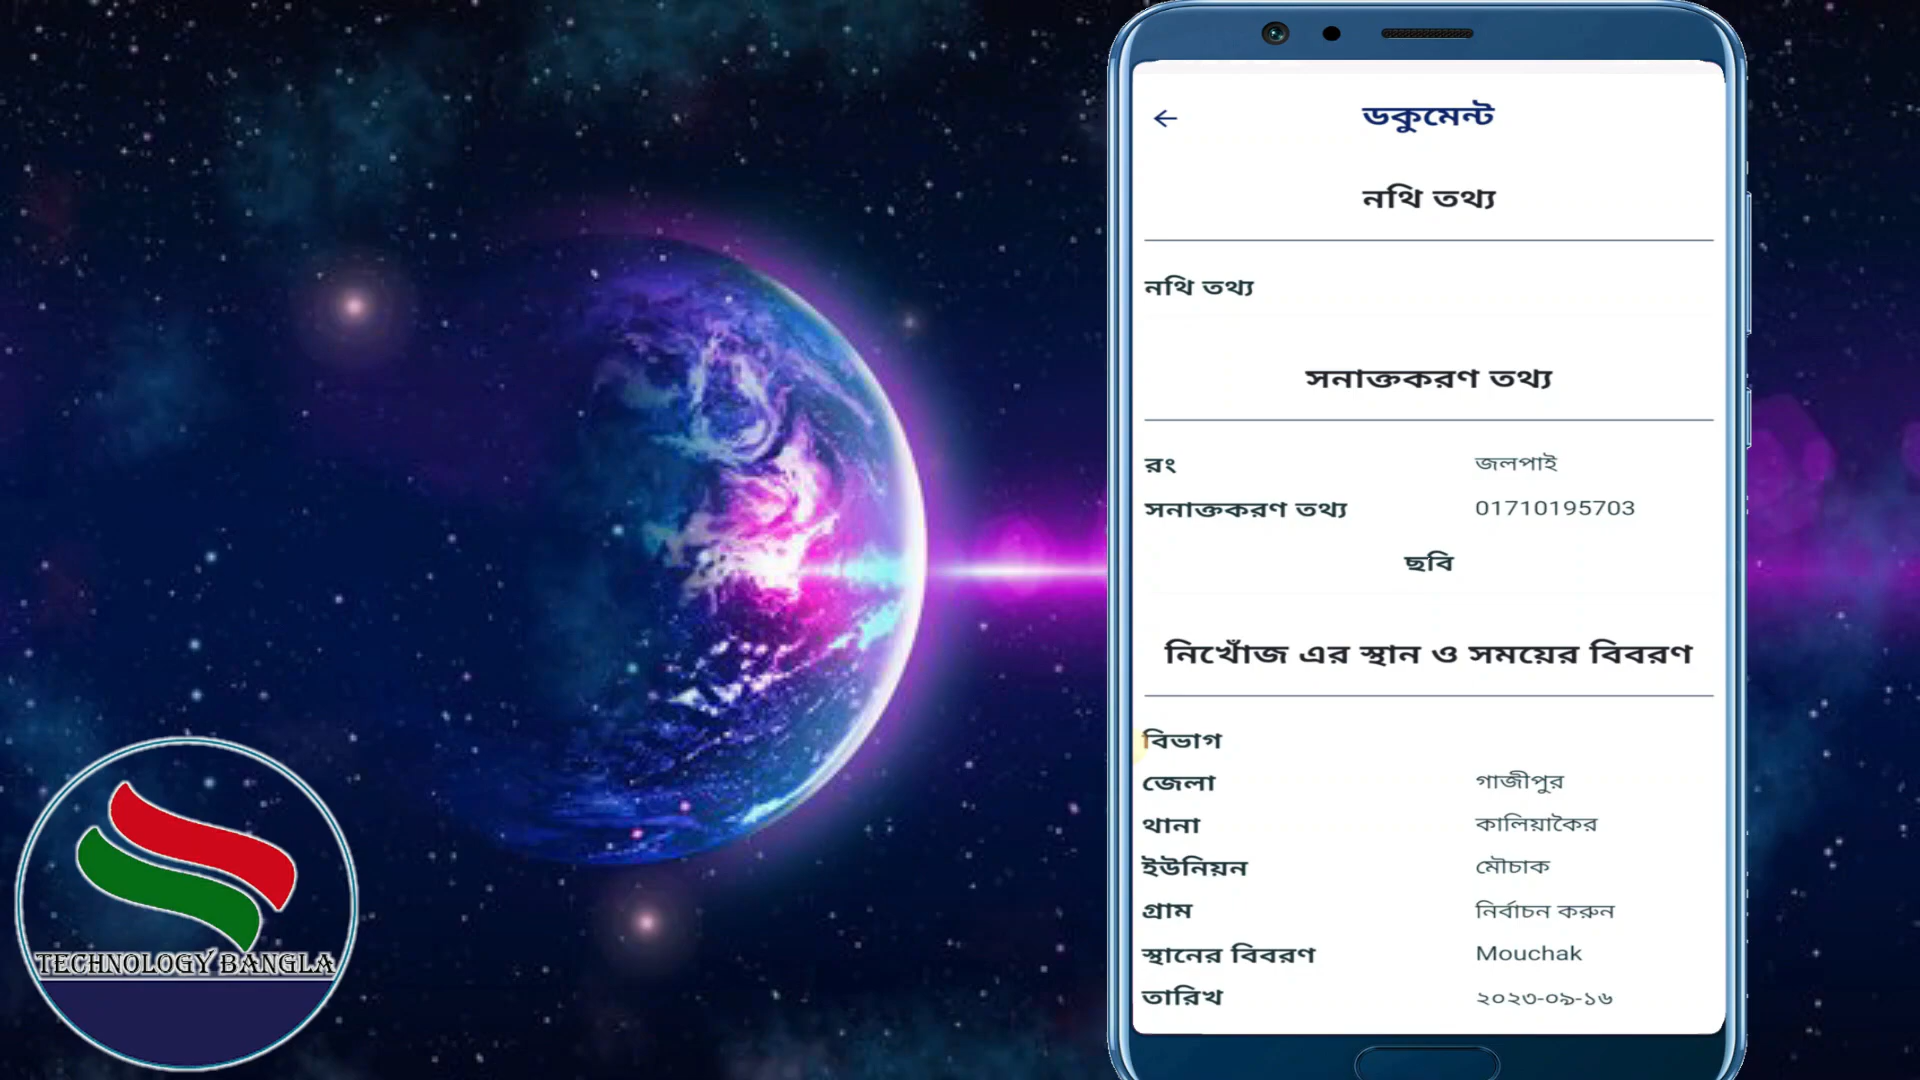 ডকুমেন্ট
নথি তথ্য
নথি তথ্য
সনাক্তকরণ তথ্য
রং জলপাই
সনাক্তকরণ তথ্য 01710195703
ছবি
নিখোঁজ এর স্থান ও সময়ের বিবরণ
বিভাগ
জেলা গাজীপুর
থানা কালিয়াকৈর
ইউনিয়ন মৌচাক
গ্রাম নির্বাচন করুন
স্থানের বিবরণ Mouchak
তারিখ ২০২৩-০৯-১৬
TECHNOLOGY BANGLA